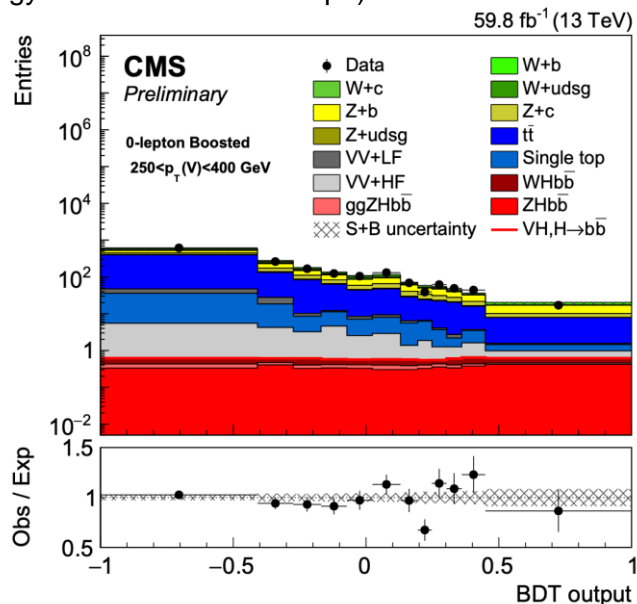 59.8 fb⁻¹ (13 TeV)
Entries
10⁸
10⁶
10⁴
10²
1
10⁻²
CMS
Preliminary
0-lepton Boosted
250<p_T(V)<400 GeV
Data
W+b
W+c
W+udsg
Z+b
Z+c
Z+udsg
tt̄
VV+LF
Single top
VV+HF
WHbb̄
ggZHbb̄
ZHbb̄
S+B uncertainty
VH,H→bb̄
Obs / Exp
1.5
1
0.5
−1
−0.5
0
0.5
1
BDT output